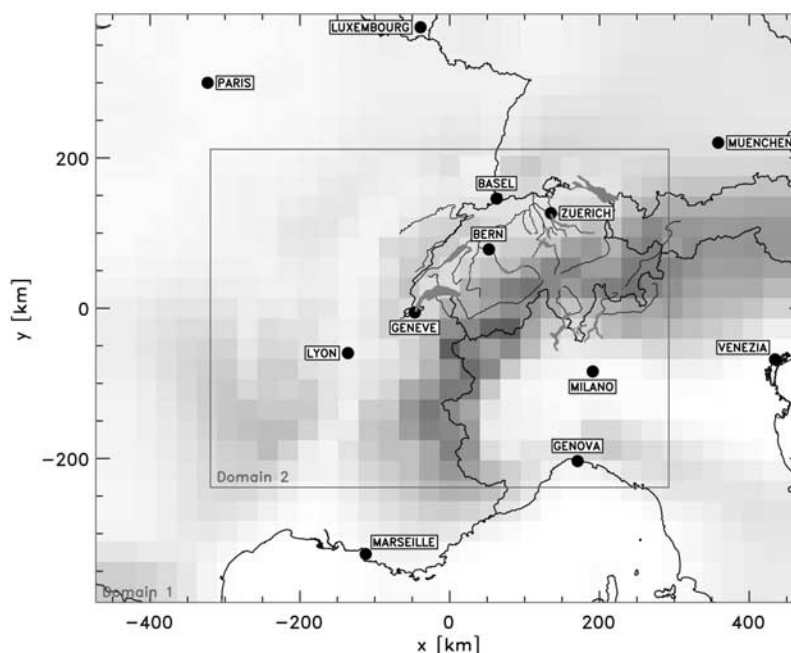 LUXEMBOURG
PARIS
MUENCHEN
200
BASEL
ZUERICH
BERN
y [km]
0
GENEVE
LYON
VENEZIA
MILANO
GENOVA
-200
Domain 2
MARSEILLE
Domain 1
-400
-200
0
200
400
x [km]